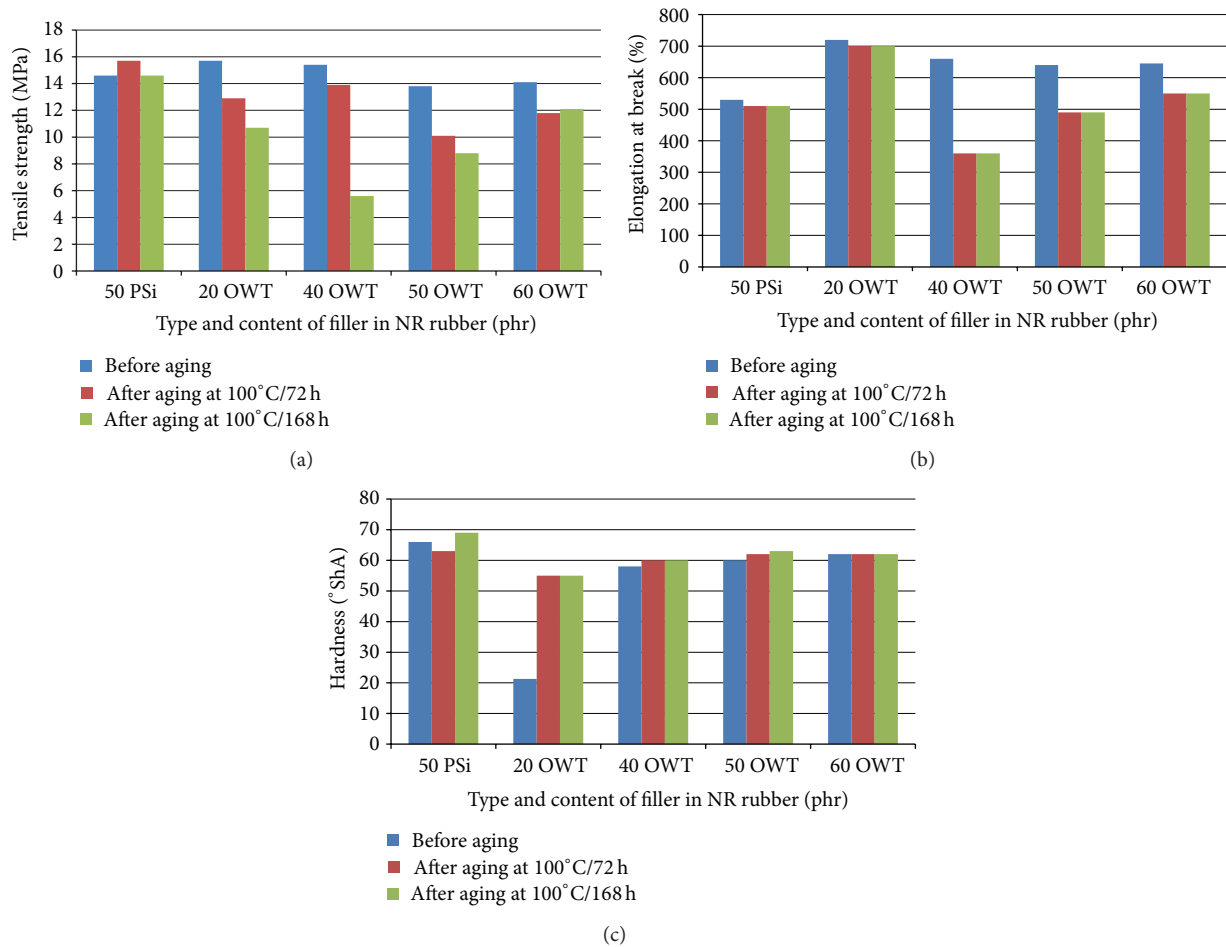 (a)
Tensile strength (MPa)
18
16
14
12
10
8
6
4
2
0
50 PSi 20 OWT 40 OWT 50 OWT 60 OWT
Type and content of filler in NR rubber (phr)
Before aging
After aging at 100°C/72 h
After aging at 100°C/168 h
(a)
Elongation at break (%)
800
700
600
500
400
300
200
100
0
50 PSi 20 OWT 40 OWT 50 OWT 60 OWT
Type and content of filler in NR rubber (phr)
Before aging
After aging at 100°C/72 h
After aging at 100°C/168 h
(b)
(b)
Hardness (°ShA)
80
70
60
50
40
30
20
10
0
50 PSi 20 OWT 40 OWT 50 OWT 60 OWT
Type and content of filler in NR rubber (phr)
Before aging
After aging at 100°C/72 h
After aging at 100°C/168 h
(c)